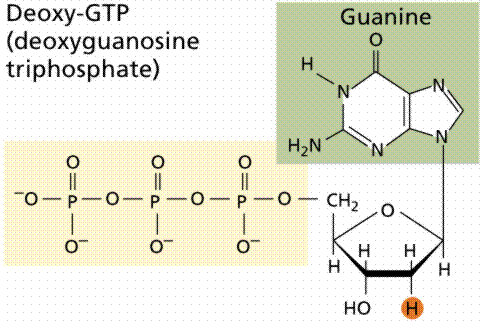 Deoxy-GTP
(deoxyguanosine
triphosphate)
Guanine
O
H
N
N
H₂N
N
N
O
O
O
⁻O
P
O
P
O
P
O
CH₂
O⁻
O⁻
O⁻
O
H
H
H
H
HO
H